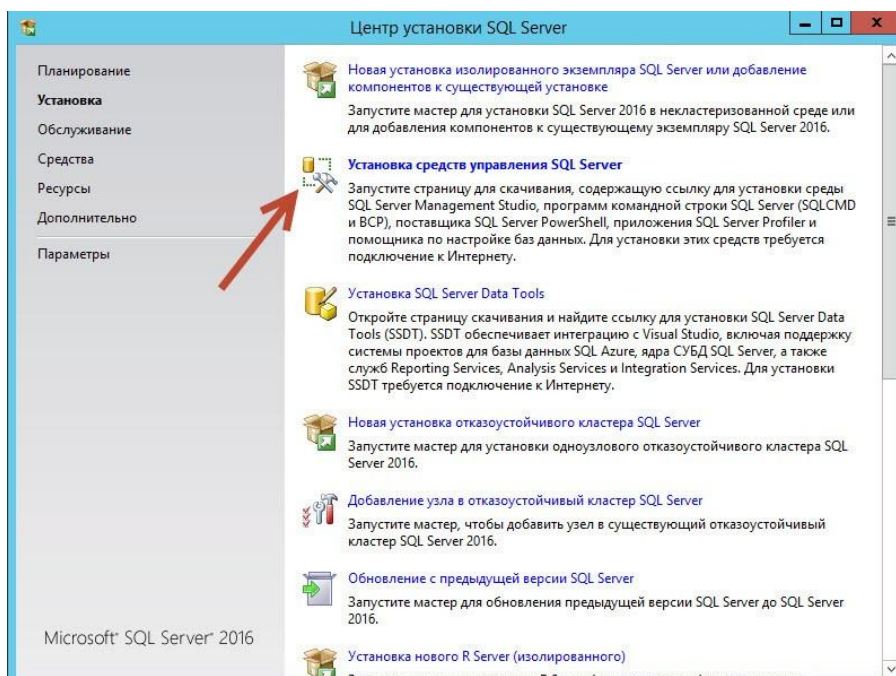 Центр установки SQL Server
Планирование
Установка
Обслуживание
Средства
Ресурсы
Дополнительно
Параметры
Microsoft® SQL Server® 2016
Новая установка изолированного экземпляра SQL Server или добавление
компонентов к существующей установке
Запустите мастер для установки SQL Server 2016 в некластеризованной среде или
для добавления компонентов к существующему экземпляру SQL Server 2016.
Установка средств управления SQL Server
Запустите страницу для скачивания, содержащую ссылку для установки среды
SQL Server Management Studio, программ командной строки SQL Server (SQLCMD
и BCP), поставщика SQL Server PowerShell, приложения SQL Server Profiler и
помощника по настройке баз данных. Для установки этих средств требуется
подключение к Интернету.
Установка SQL Server Data Tools
Откройте страницу скачивания и найдите ссылку для установки SQL Server Data
Tools (SSDT). SSDT обеспечивает интеграцию с Visual Studio, включая поддержку
системы проектов для базы данных SQL Azure, ядра СУБД SQL Server, а также
служб Reporting Services, Analysis Services и Integration Services. Для установки
SSDT требуется подключение к Интернету.
Новая установка отказоустойчивого кластера SQL Server
Запустите мастер для установки одноузлового отказоустойчивого кластера SQL
Server 2016.
Добавление узла в отказоустойчивый кластер SQL Server
Запустите мастер, чтобы добавить узел в существующий отказоустойчивый
кластер SQL Server 2016.
Обновление с предыдущей версии SQL Server
Запустите мастер для обновления предыдущей версии SQL Server до SQL Server
2016.
Установка нового R Server (изолированного)